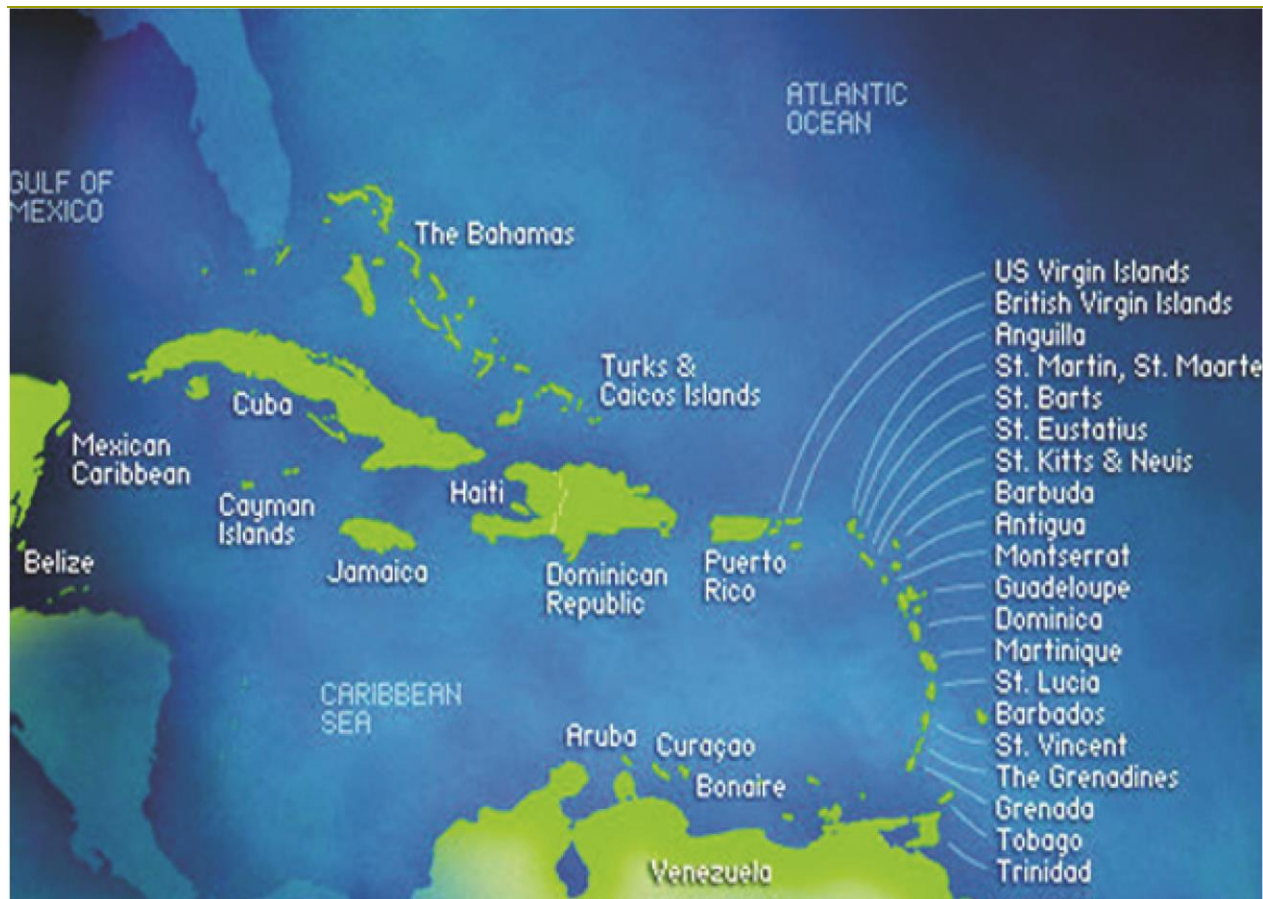 ATLANTIC
OCEAN
GULF OF
MEXICO
The Bahamas
US Virgin Islands
British Virgin Islands
Anguilla
St. Martin, St. Maarte
St. Barts
St. Eustatius
St. Kitts & Nevis
Barbuda
Antigua
Montserrat
Guadeloupe
Dominica
Martinique
St. Lucia
Barbados
St. Vincent
The Grenadines
Grenada
Tobago
Trinidad
Turks &
Caicos Islands
Cuba
Mexican
Caribbean
Cayman
Islands
Haiti
Belize
Jamaica
Dominican
Republic
Puerto
Rico
CARIBBEAN
SEA
Aruba
Curaçao
Bonaire
Venezuela